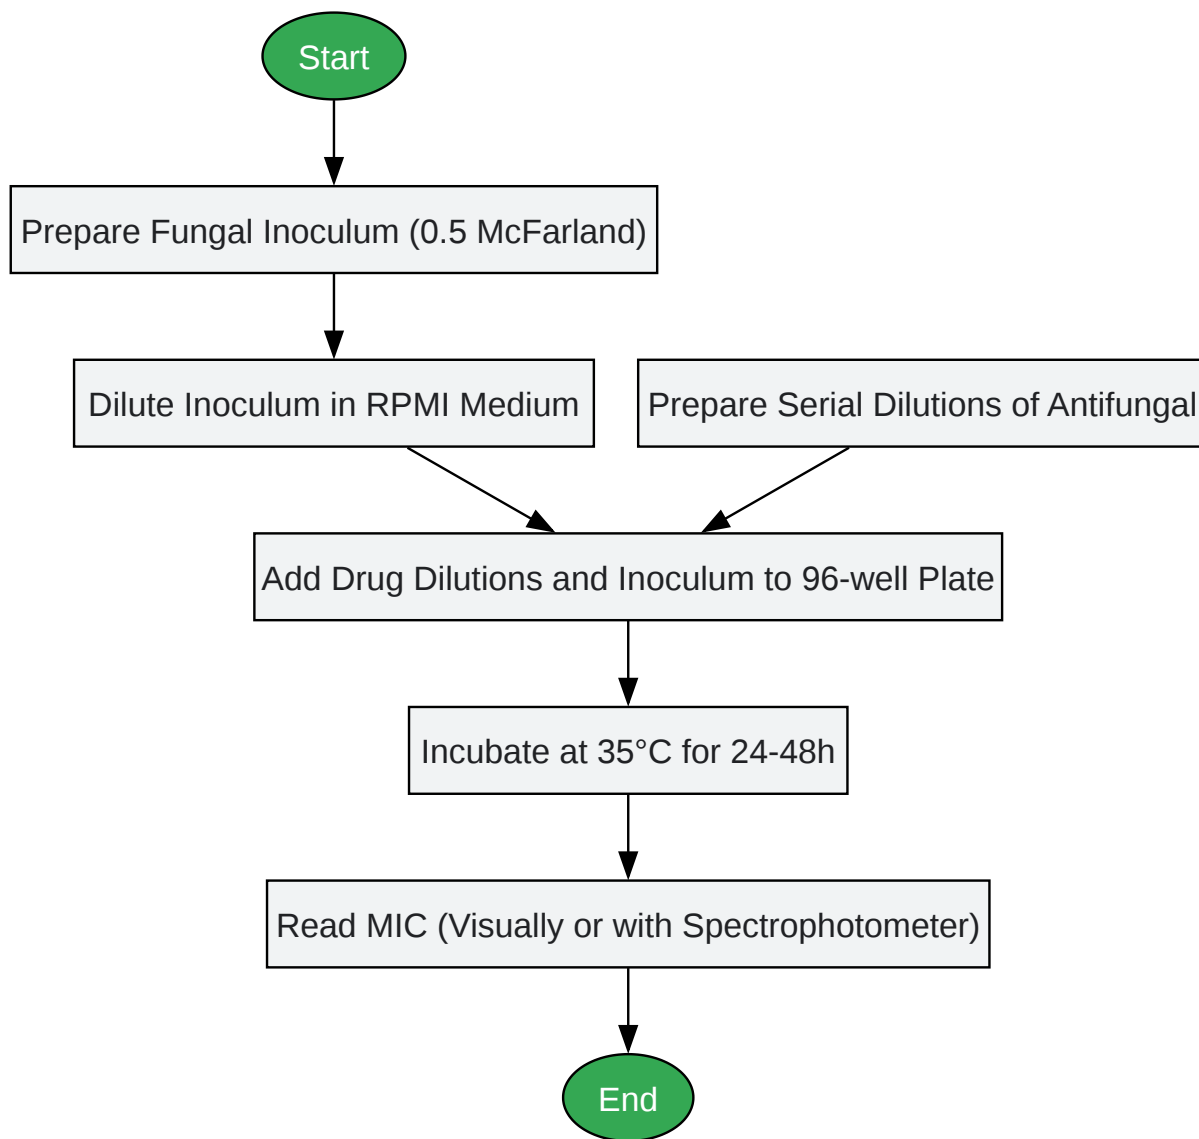 Start
Prepare Fungal Inoculum (0.5 McFarland)
Dilute Inoculum in RPMI Medium
Prepare Serial Dilutions of Antifungal
Add Drug Dilutions and Inoculum to 96-well Plate
Incubate at 35°C for 24-48h
Read MIC (Visually or with Spectrophotometer)
End